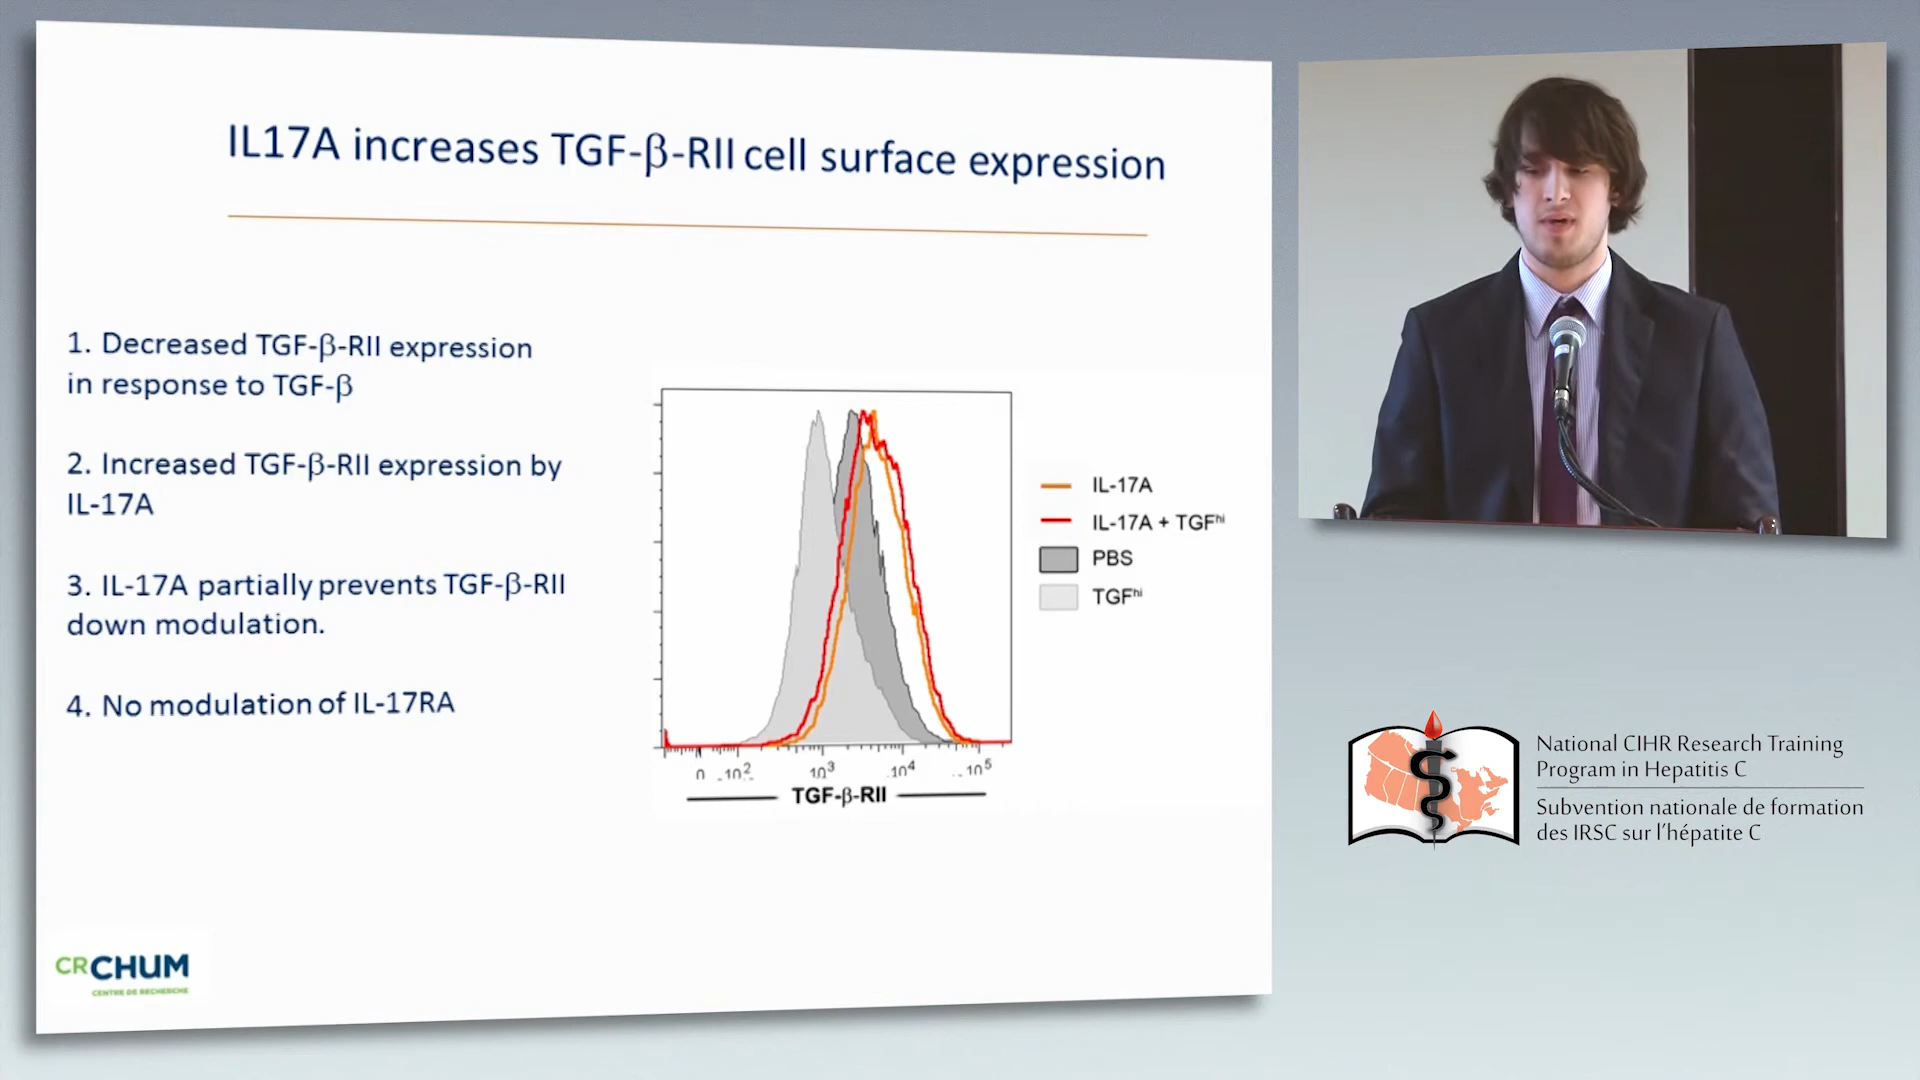 IL17A increases TGF-β-RII cell surface expression
1. Decreased TGF-β-RII expression
in response to TGF-β
2. Increased TGF-β-RII expression by
IL-17A
3. IL-17A partially prevents TGF-β-RII
down modulation.
4. No modulation of IL-17RA
0 -10² 10³ 10⁴ 10⁵
TGF-β-RII
IL-17A
IL-17A + TGFʰⁱ
PBS
TGFʰⁱ
CRCHUM
CENTRE DE RECHERCHE
National CIHR Research Training
Program in Hepatitis C
Subvention nationale de formation
des IRSC sur l'hépatite C